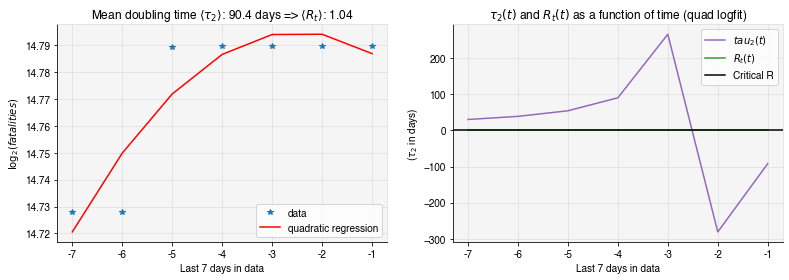 Mean doubling time ⟨τ₂⟩: 90.4 days => ⟨Rₜ⟩: 1.04
log₂(fatalities)
14.79
14.78
14.77
14.76
14.75
14.74
14.73
14.72
data
quadratic regression
-7 -6 -5 -4 -3 -2 -1
Last 7 days in data
τ₂(t) and Rₜ(t) as a function of time (quad logfit)
(τ₂ in days)
200
100
0
−100
−200
−300
tau₂(t)
Rₜ(t)
Critical R
-7 -6 -5 -4 -3 -2 -1
Last 7 days in data